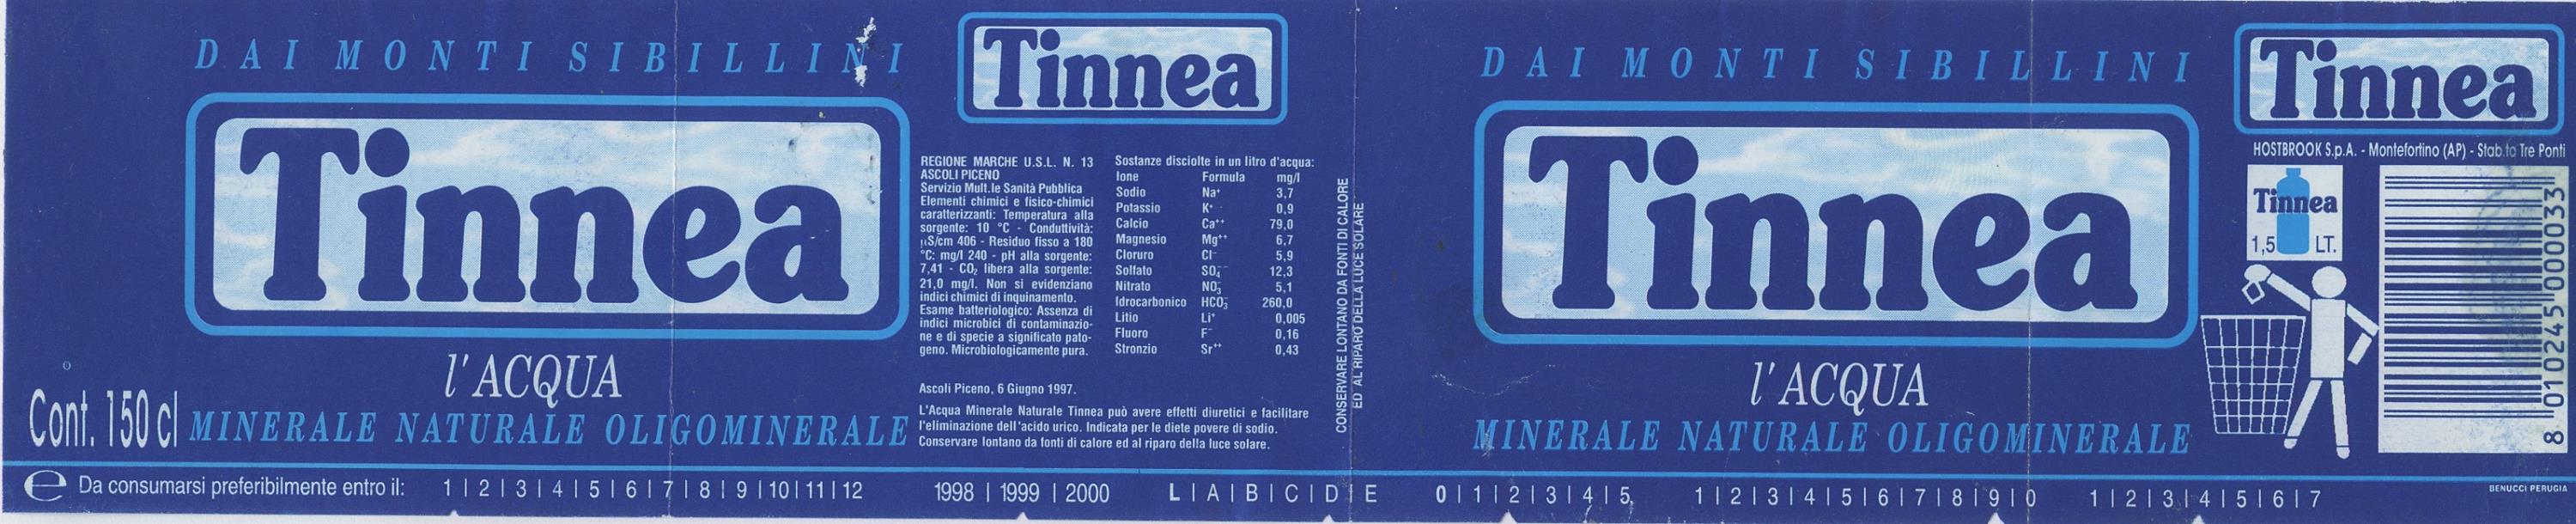 DAI MONTI SIBILLINI
Tinnea
l'ACQUA
Cont. 150 cl
MINERALE NATURALE OLIGOMINERALE
Tinnea
REGIONE MARCHE U.S.L. N. 13
ASCOLI PICENO
Servizio Mult.le Sanità Pubblica
Elementi chimici e fisico-chimici
caratterizzanti: Temperatura alla
sorgente: 10 °C - Conduttività:
µS/cm 406 - Residuo fisso a 180
°C: mg/l 240 - pH alla sorgente:
7,41 - CO₂ libera alla sorgente:
21,0 mg/l. Non si evidenziano
indici chimici di inquinamento.
Esame batteriologico: Assenza di
indici microbici di contaminazio-
ne e di specie a significato pato-
geno. Microbiologicamente pura.
Sostanze disciolte in un litro d'acqua:
Ione Formula mg/l
Sodio Na⁺ 3,7
Potassio K⁺ 0,9
Calcio Ca⁺⁺ 79,0
Magnesio Mg⁺⁺ 6,7
Cloruro Cl⁻ 5,9
Solfato SO₄⁻⁻ 12,3
Nitrato NO₃⁻ 5,1
Idrocarbonico HCO₃⁻ 260,0
Litio Li⁺ 0,005
Fluoro F⁻ 0,16
Stronzio Sr⁺⁺ 0,43
Ascoli Piceno, 6 Giugno 1997.
L'Acqua Minerale Naturale Tinnea può avere effetti diuretici e facilitare
l'eliminazione dell'acido urico. Indicata per le diete povere di sodio.
Conservare lontano da fonti di calore ed al riparo della luce solare.
CONSERVARE LONTANO DA FONTI DI CALORE
ED AL RIPARO DELLA LUCE SOLARE
DAI MONTI SIBILLINI
Tinnea
l'ACQUA
MINERALE NATURALE OLIGOMINERALE
Tinnea
HOSTBROOK S.p.A. - Montefortino (AP) - Stab.to Tre Ponti
Tinnea
1,5 LT.
8 010245 000033
e Da consumarsi preferibilmente entro il: 1 | 2 | 3 | 4 | 5 | 6 | 7 | 8 | 9 | 10 | 11 | 12 1998 | 1999 | 2000 L | A | B | C | D | E 0 | 1 | 2 | 3 | 4 | 5 1 | 2 | 3 | 4 | 5 | 6 | 7 | 8 | 9 | 0 1 | 2 | 3 | 4 | 5 | 6 | 7
BENUCCI PERUGIA